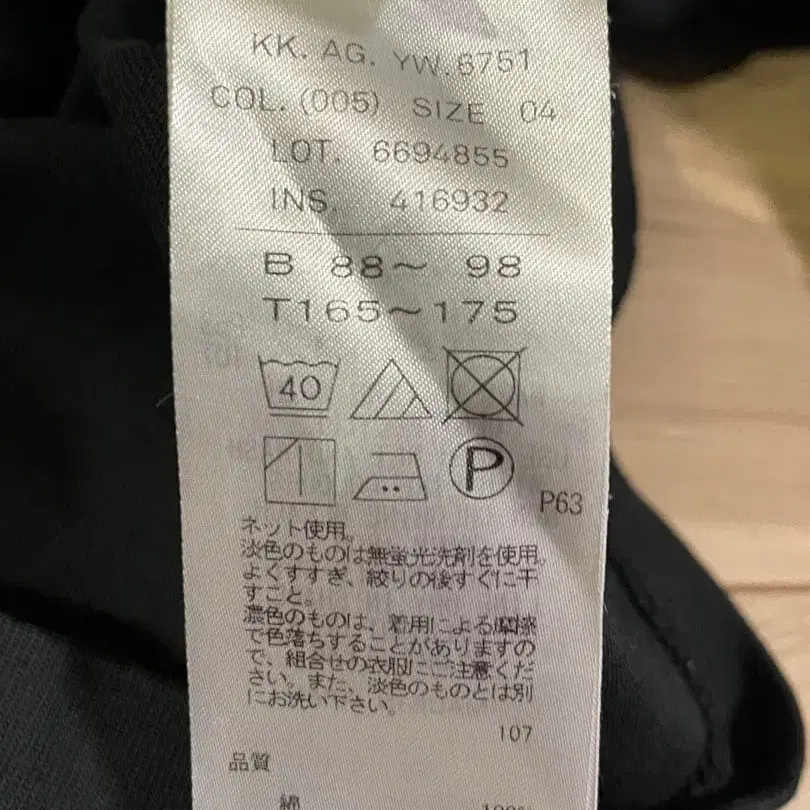 KK. AG. YW. 6751
COL. (005) SIZE 04
LOT. 6694855
INS. 416932
B 88～ 98
T165～175
40
P
P63
ネット使用。
淡色のものは無蛍光洗剤を使用。
よくすすぎ、絞りの後すぐに干
すこと。
濃色のものは、着用による摩擦
で色落ちすることがありますの
で、組合せの衣服にご注意くだ
さい。また、淡色のものとは別
にお洗い下さい。
107
品質
綿 100%